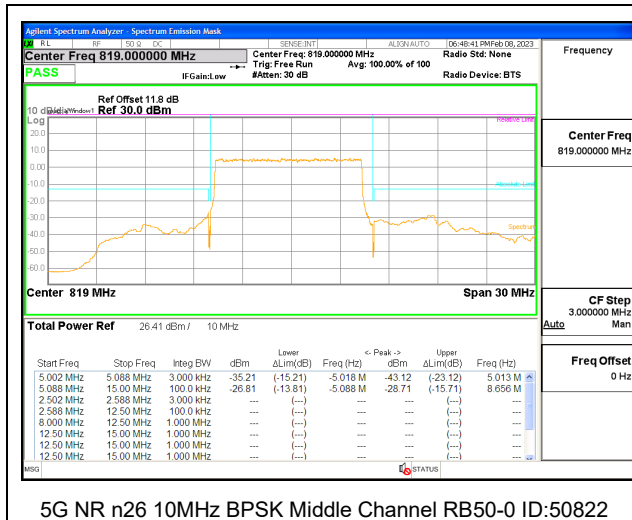 Agilent Spectrum Analyzer - Spectrum Emission Mask
RL RF 50 Ω DC SENSE:INT ALIGNAUTO 06:48:41 PM Feb 08, 2023
Center Freq 819.000000 MHz
Center Freq: 819.000000 MHz
Radio Std: None
Trig: Free Run Avg: 100.00% of 100
PASS
IFGain:Low
#Atten: 30 dB
Radio Device: BTS
Ref Offset 11.8 dB
10 dB/div Ref 30.0 dBm
Log
Relative Limit
20.0
10.0
0.00
-10.0
Absolute Limit
-20.0
-30.0
Spectrum
-40.0
-50.0
-60.0
Center 819 MHz Span 30 MHz
Total Power Ref 26.41 dBm / 10 MHz
Lower <- Peak -> Upper
Start Freq Stop Freq Integ BW dBm ΔLim(dB) Freq (Hz) dBm ΔLim(dB) Freq (Hz)
5.002 MHz 5.088 MHz 3.000 kHz -35.21 (-15.21) -5.018 M -43.12 (-23.12) 5.013 M
5.088 MHz 15.00 MHz 100.0 kHz -26.81 (-13.81) -5.088 M -28.71 (-15.71) 8.656 M
2.502 MHz 2.588 MHz 3.000 kHz --- (---) --- --- (---) ---
2.588 MHz 12.50 MHz 100.0 kHz --- (---) --- --- (---) ---
8.000 MHz 12.50 MHz 1.000 MHz --- (---) --- --- (---) ---
12.50 MHz 15.00 MHz 1.000 MHz --- (---) --- --- (---) ---
12.50 MHz 15.00 MHz 1.000 MHz --- (---) --- --- (---) ---
12.50 MHz 15.00 MHz 1.000 MHz --- (---) --- --- (---) ---
MSG STATUS
Frequency
Center Freq
819.000000 MHz
CF Step
3.000000 MHz
Auto Man
Freq Offset
0 Hz
5G NR n26 10MHz BPSK Middle Channel RB50-0 ID:50822